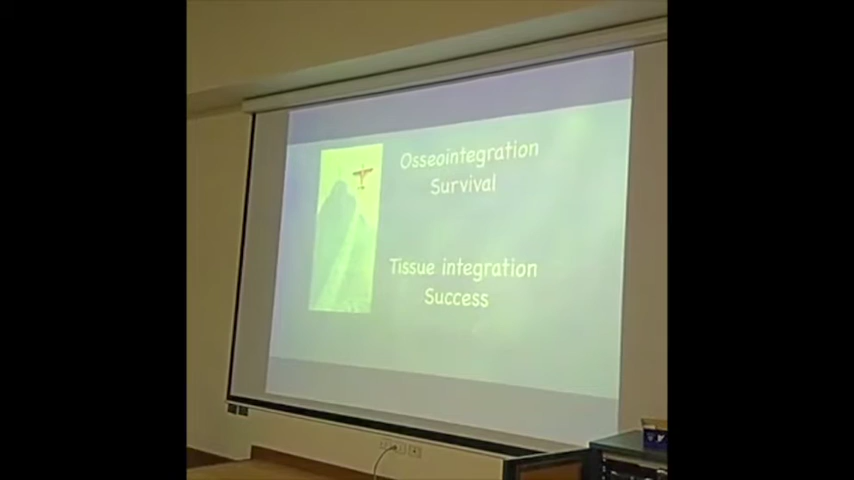 Osseointegration
Survival
Tissue integration
Success